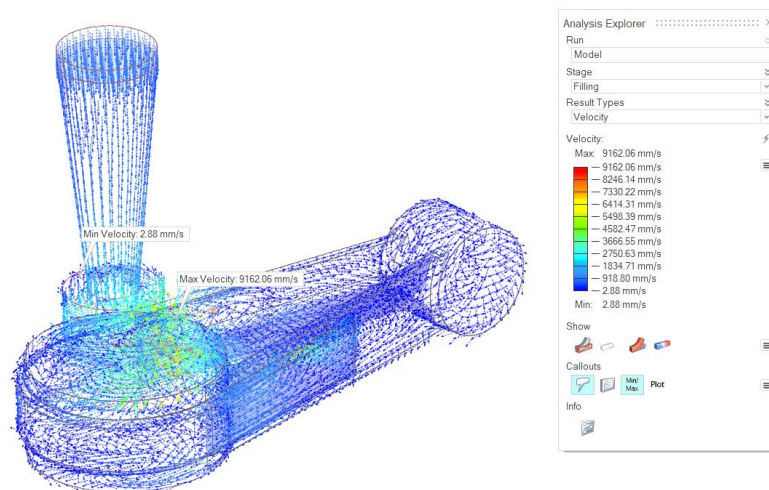 Min Velocity: 2.88 mm/s
Max Velocity: 9162.06 mm/s
Analysis Explorer
Run
Model
Stage
Filling
Result Types
Velocity
Velocity:
Max: 9162.06 mm/s
9162.06 mm/s
8246.14 mm/s
7330.22 mm/s
6414.31 mm/s
5498.39 mm/s
4582.47 mm/s
3666.55 mm/s
2750.63 mm/s
1834.71 mm/s
918.80 mm/s
2.88 mm/s
Min: 2.88 mm/s
Show
Callouts
Min/
Max
Plot
Info